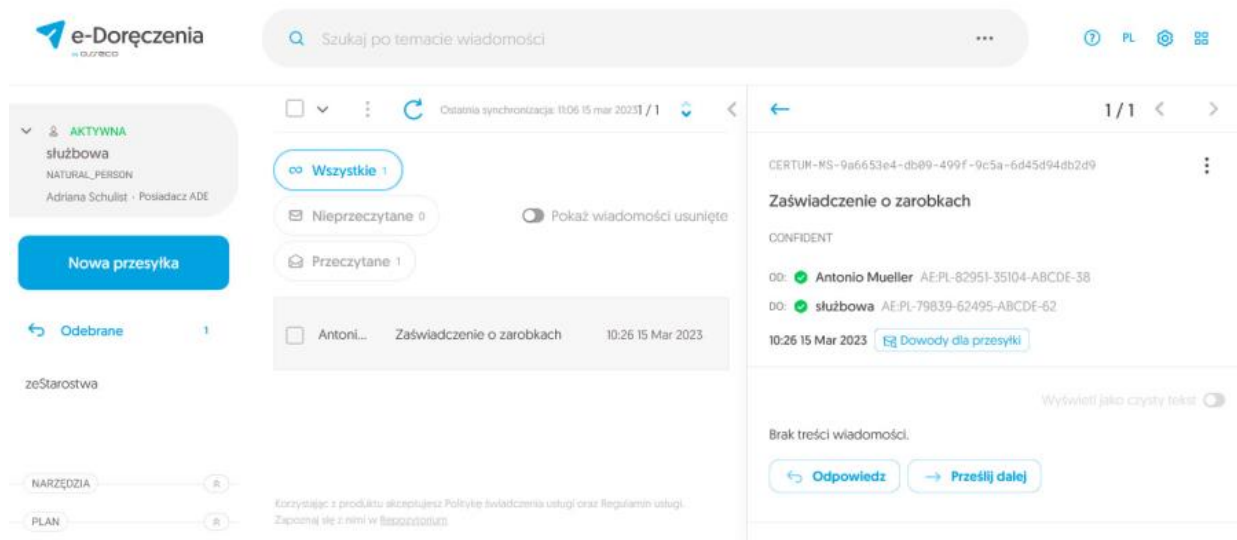 e-Doręczenia
by asseco
Szukaj po temacie wiadomości
PL
AKTYWNA
służbowa
NATURAL_PERSON
Adriana Schulist - Posiadacz ADE
Nowa przesyłka
Odebrane 1
zeStarostwa
NARZĘDZIA
PLAN
Ostatnia synchronizacja: 11:06 15 mar 2023 1 / 1
Wszystkie 1
Nieprzeczytane 0
Pokaż wiadomości usunięte
Przeczytane 1
Antoni... Zaświadczenie o zarobkach 10:26 15 Mar 2023
Korzystając z produktu akceptujesz Politykę świadczenia usługi oraz Regulamin usługi.
Zapoznaj się z nimi w Repozytorium
1 / 1
CERTUM-MS-9a6653e4-db09-499f-9c5a-6d45d94db2d9
Zaświadczenie o zarobkach
CONFIDENT
OD: Antonio Mueller AE:PL-82951-35104-ABCDE-38
DO: służbowa AE:PL-79839-62495-ABCDE-62
10:26 15 Mar 2023 Dowody dla przesyłki
Wyświetl jako czysty tekst
Brak treści wiadomości.
Odpowiedz Prześlij dalej